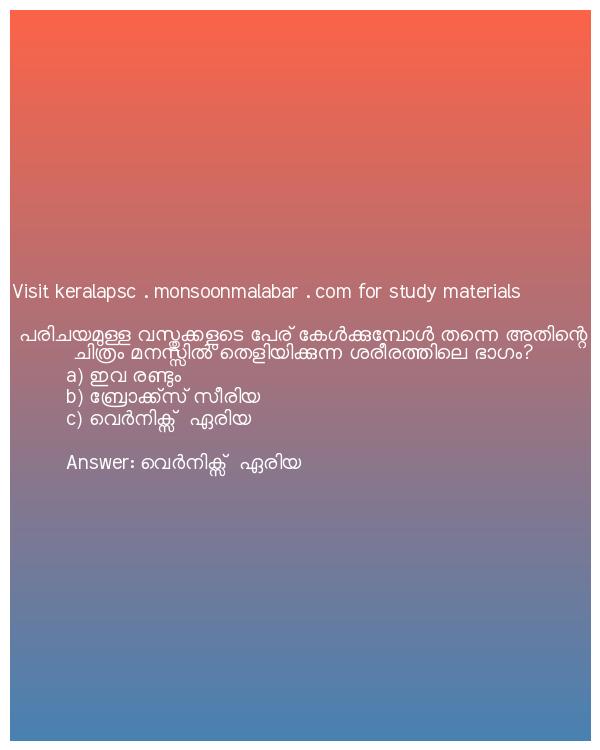 Visit keralapsc . monsoonmalabar . com for study materials
പരിചയമുള്ള വസ്തുക്കളുടെ പേര് കേൾക്കുമ്പോൾ തന്നെ അതിന്റെ
ചിത്രം മനസ്സിൽ തെളിയിക്കുന്ന ശരീരത്തിലെ ഭാഗം?
a) ഇവ രണ്ടും
b) ബ്രോക്ക്സ് സീരിയ
c) വെർനിക്സ് ഏരിയ
Answer: വെർനിക്സ് ഏരിയ